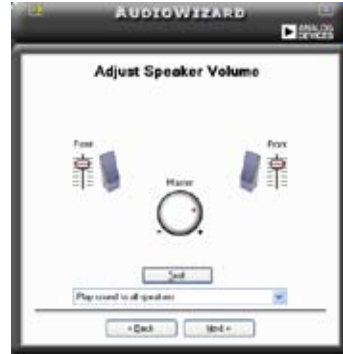 AUDIOWIZARD
ANALOG
DEVICES
Adjust Speaker Volume
Front
Front
Master
Test
Play sound to all speakers
< Back
Next >